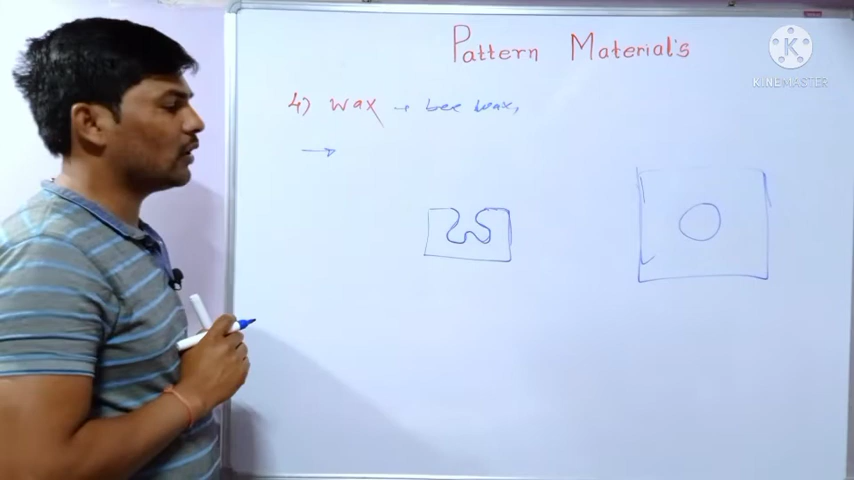 Pattern Material's
K
KINEMASTER
4) wax → bee wax,
→